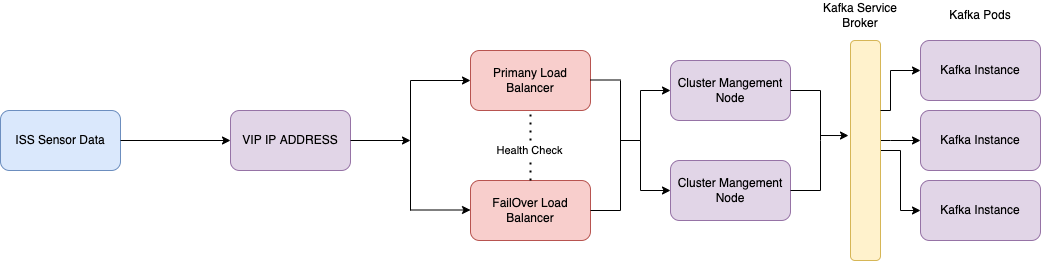 Kafka Service
Broker
Kafka Pods
ISS Sensor Data
VIP IP ADDRESS
Primany Load
Balancer
Health Check
FailOver Load
Balancer
Cluster Mangement
Node
Cluster Mangement
Node
Kafka Instance
Kafka Instance
Kafka Instance